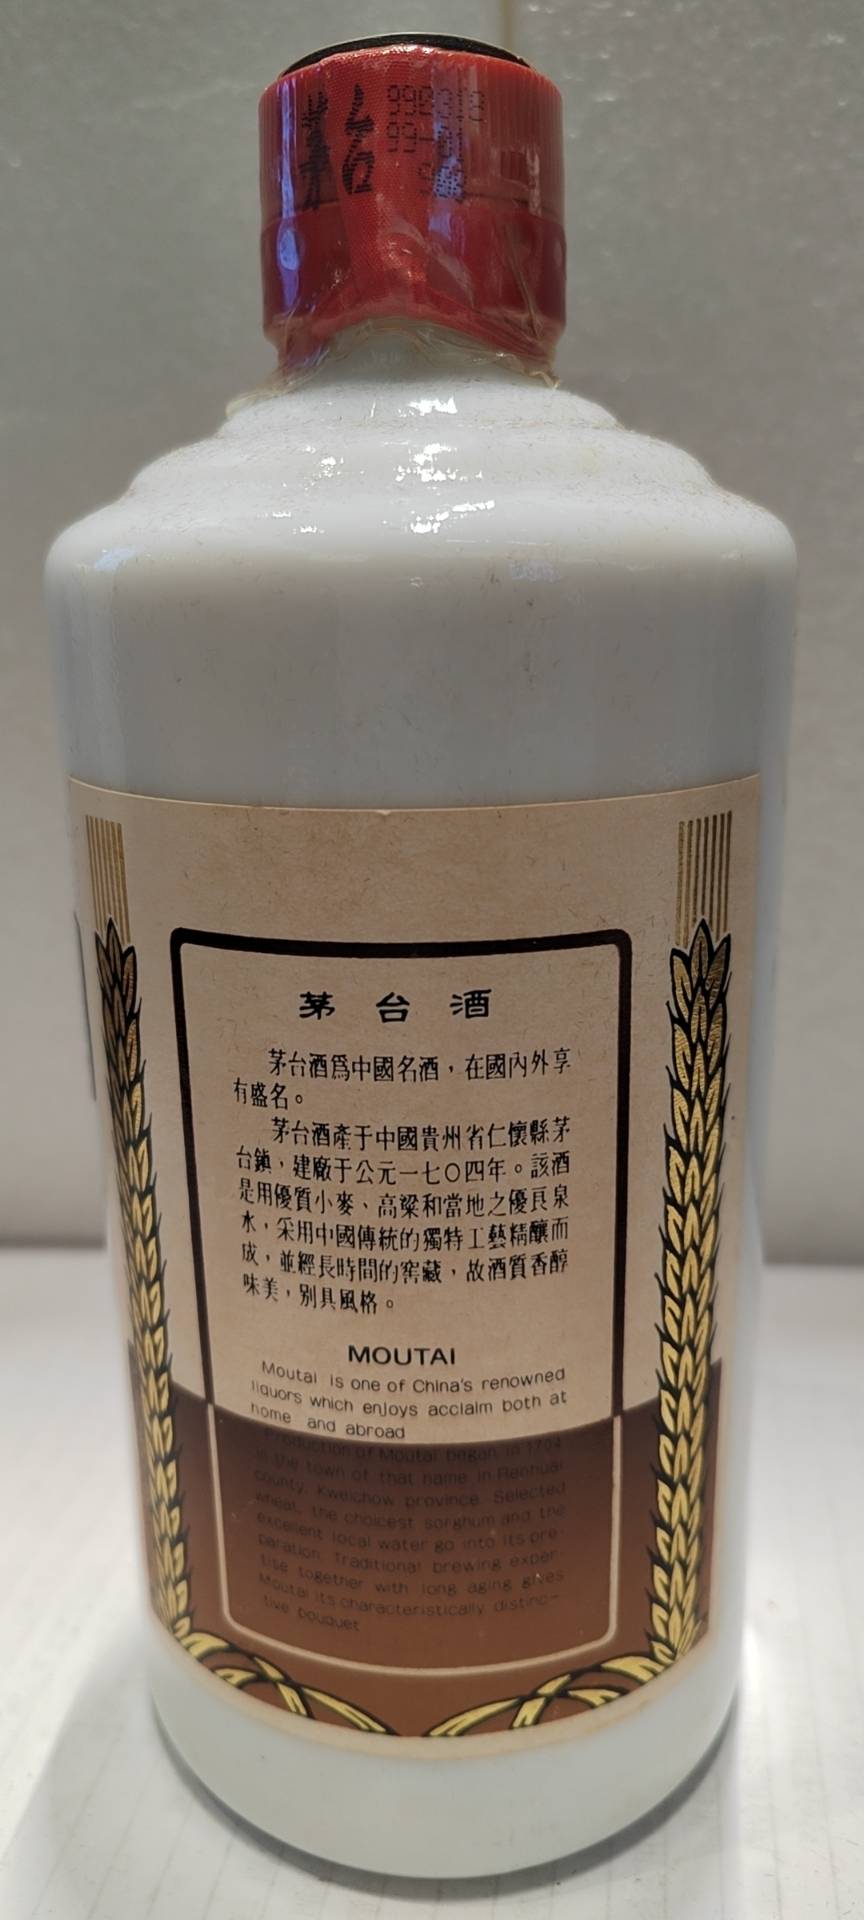 茅台
990318
99-01
茅台酒
茅台酒爲中國名酒，在國內外享
有盛名。
茅台酒產于中國貴州省仁懷縣茅
台鎮，建廠于公元一七〇四年。該酒
是用優質小麥、高粱和當地之優良泉
水，采用中國傳統的獨特工藝精釀而
成，並經長時間的窖藏，故酒質香醇
味美，别具風格。
MOUTAI
Moutai is one of China's renowned
liquors which enjoys acclaim both at
home and abroad
Production of Moutai began in 1704
in the town of that name in Renhuai
county, Kweichow province. Selected
wheat, the choicest sorghum and the
excellent local water go into its pre-
paration. Traditional brewing exper-
tise together with long aging gives
Moutai its characteristically distinc-
tive bouquet